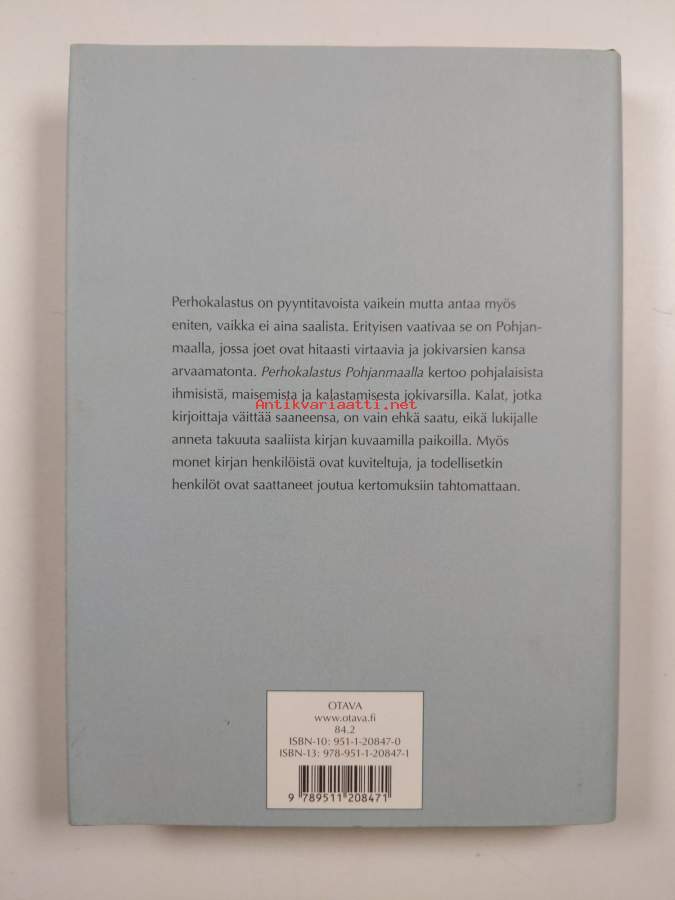 Perhokalastus on pyyntitavoista vaikein mutta antaa myös
eniten, vaikka ei aina saalista. Erityisen vaativaa se on Pohjan-
maalla, jossa joet ovat hitaasti virtaavia ja jokivarsien kansa
arvaamatonta. Perhokalastus Pohjanmaalla kertoo pohjalaisista
ihmisistä, maisemista ja kalastamisesta jokivarsilla. Kalat, jotka
Antikvariaatti.net
kirjoittaja väittää saaneensa, on vain ehkä saatu, eikä lukijalle
anneta takuuta saaliista kirjan kuvaamilla paikoilla. Myös
monet kirjan henkilöistä ovat kuviteltuja, ja todellisetkin
henkilöt ovat saattaneet joutua kertomuksiin tahtomattaan.
OTAVA
www.otava.fi
84.2
ISBN-10: 951-1-20847-0
ISBN-13: 978-951-1-20847-1
9 789511 208471